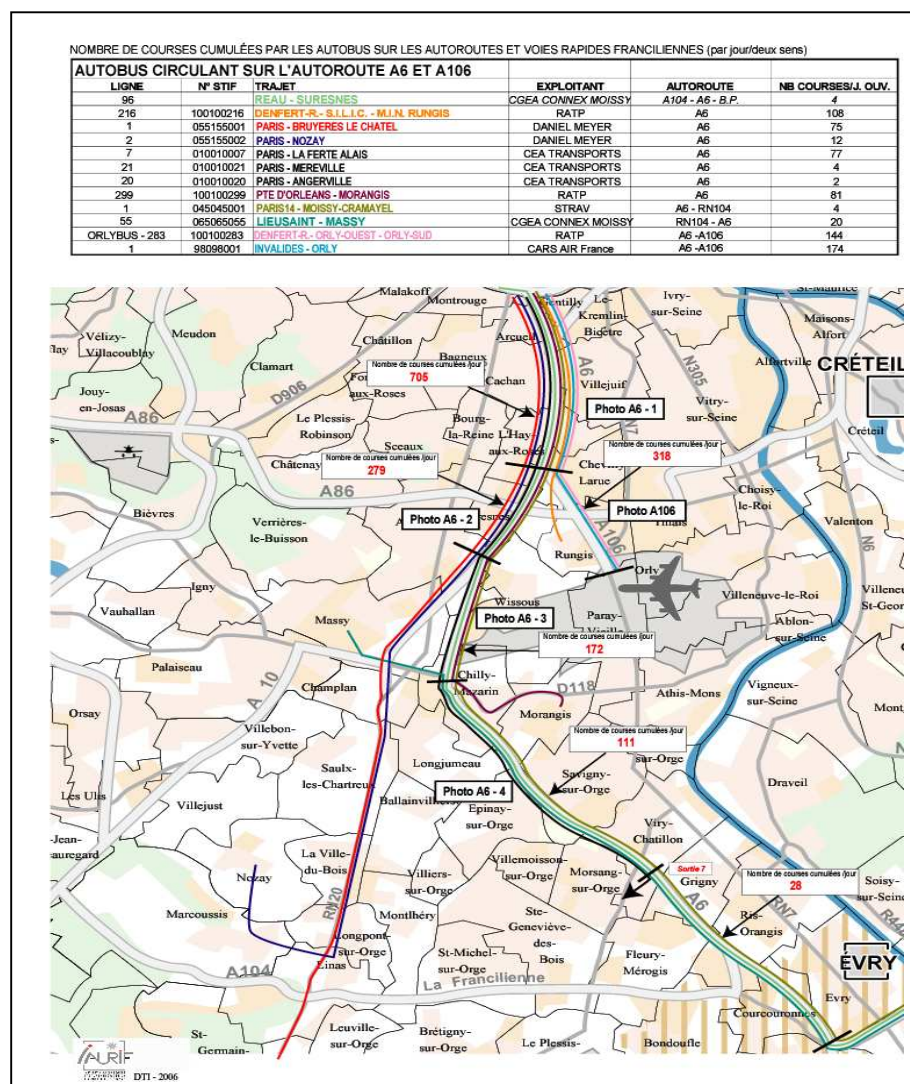 NOMBRE DE COURSES CUMULÉES PAR LES AUTOBUS SUR LES AUTOROUTES ET VOIES RAPIDES FRANCILIENNES (par jour/deux sens)
AUTOBUS CIRCULANT SUR L'AUTOROUTE A6 ET A106
LIGNE N° STIF TRAJET EXPLOITANT AUTOROUTE NB COURSES/J. OUV.
96 REAU - SURESNES CGEA CONNEX MOISSY A104 - A6 - B.P. 4
216 100100216 DENFERT-R.- S.I.L.I.C. - M.I.N. RUNGIS RATP A6 108
1 055155001 PARIS - BRUYERES LE CHATEL DANIEL MEYER A6 75
2 055155002 PARIS - NOZAY DANIEL MEYER A6 12
7 010010007 PARIS - LA FERTE ALAIS CEA TRANSPORTS A6 77
21 010010021 PARIS - MEREVILLE CEA TRANSPORTS A6 4
20 010010020 PARIS - ANGERVILLE CEA TRANSPORTS A6 2
299 100100299 PTE D'ORLEANS - MORANGIS RATP A6 81
1 045045001 PARIS14 - MOISSY-CRAMAYEL STRAV A6 - RN104 4
55 065065055 LIEUSAINT - MASSY CGEA CONNEX MOISSY RN104 - A6 20
ORLYBUS - 283 100100283 DENFERT-R.- ORLY-OUEST - ORLY-SUD RATP A6 -A106 144
1 98098001 INVALIDES - ORLY CARS AIR France A6 -A106 174
Malakoff
Montrouge
Gentilly
Le-
Kremlin-
Bicêtre
Ivry-
sur-Seine
St-Maurice
Maisons-
Alfort
Vélizy-
Villacoublay
Meudon
Châtillon
Arcueil
Bagneux
Clamart
Alfortville
CRÉTEIL
Nombre de courses cumulées /jour
705
Cachan
A6
Villejuif
N305
Vitry-
sur-Seine
Jouy-
en-Josas
A86
D906
aux-Roses
Le Plessis-
Robinson
Bourg-
la-Reine
L'Hay-
aux-Roses
Photo A6 - 1
N7
Créteil
Sceaux
Châtenay
Nombre de courses cumulées /jour
279
Nombre de courses cumulées /jour
318
Chevilly
Larue
A86
Photo A6 - 2
Photo A106
Choisy-
le-Roi
Valenton
Bièvres
Verrières-
le-Buisson
A 106
N6
Rungis
Orly
Igny
Vauhallan
Wissous
Villeneuve-le-Roi
Villeneuve-
St-Geo
Massy
Photo A6 - 3
Paray-
Ablon-
sur-Seine
Nombre de courses cumulées /jour
172
Palaiseau
A 10
Champlan
Chilly-
Mazarin
D118
Athis-Mons
Vigneux-
sur-Seine
Orsay
Morangis
Villebon-
sur-Yvette
Nombre de courses cumulées /jour
111
Longjumeau
sur-Orge
Saulx-
les-Chartreux
Savigny-
sur-Orge
Draveil
Les Ulis
Villejust
Ballainvilliers
Photo A6 - 4
Epinay-
sur-Orge
Viry-
Chatillon
La Ville-
du-Bois
Villemoisson-
sur-Orge
Morsang-
sur-Orge
Sortie 7
Grigny
Nombre de courses cumulées /jour
28
Nozay
RN20
Villiers-
sur-Orge
A6
RN7
Soisy-
sur-Seine
Marcoussis
Montlhéry
Ste-
Geneviève-
des-
Bois
Ris-
Orangis
Longpont-
sur-Orge
Linas
St-Michel-
sur-Orge
Fleury-
Mérogis
ÉVRY
A104
La Francilienne
Evry
Courcouronnes
St-
Germain-
Leuville-
sur-Orge
Brétigny-
sur-Orge
Le Plessis-
Bondoufle
IAURIF
DTI - 2006